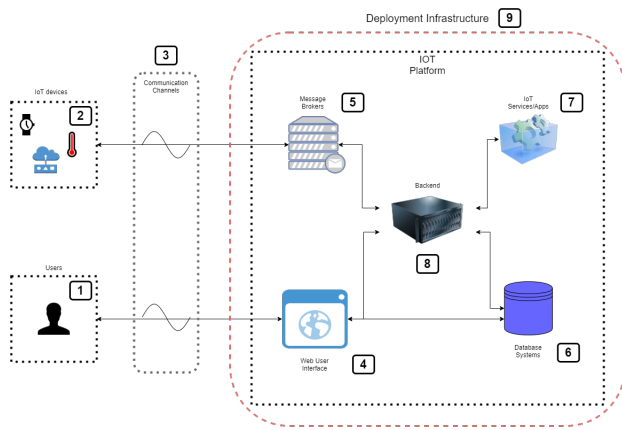 Deployment Infrastructure
9
3
IOT
Platform
IoT devices
Communication
Channels
Message
Brokers
5
IoT
Services/Apps
7
2
Backend
8
Users
1
Web User
Interface
4
Database
Systems
6